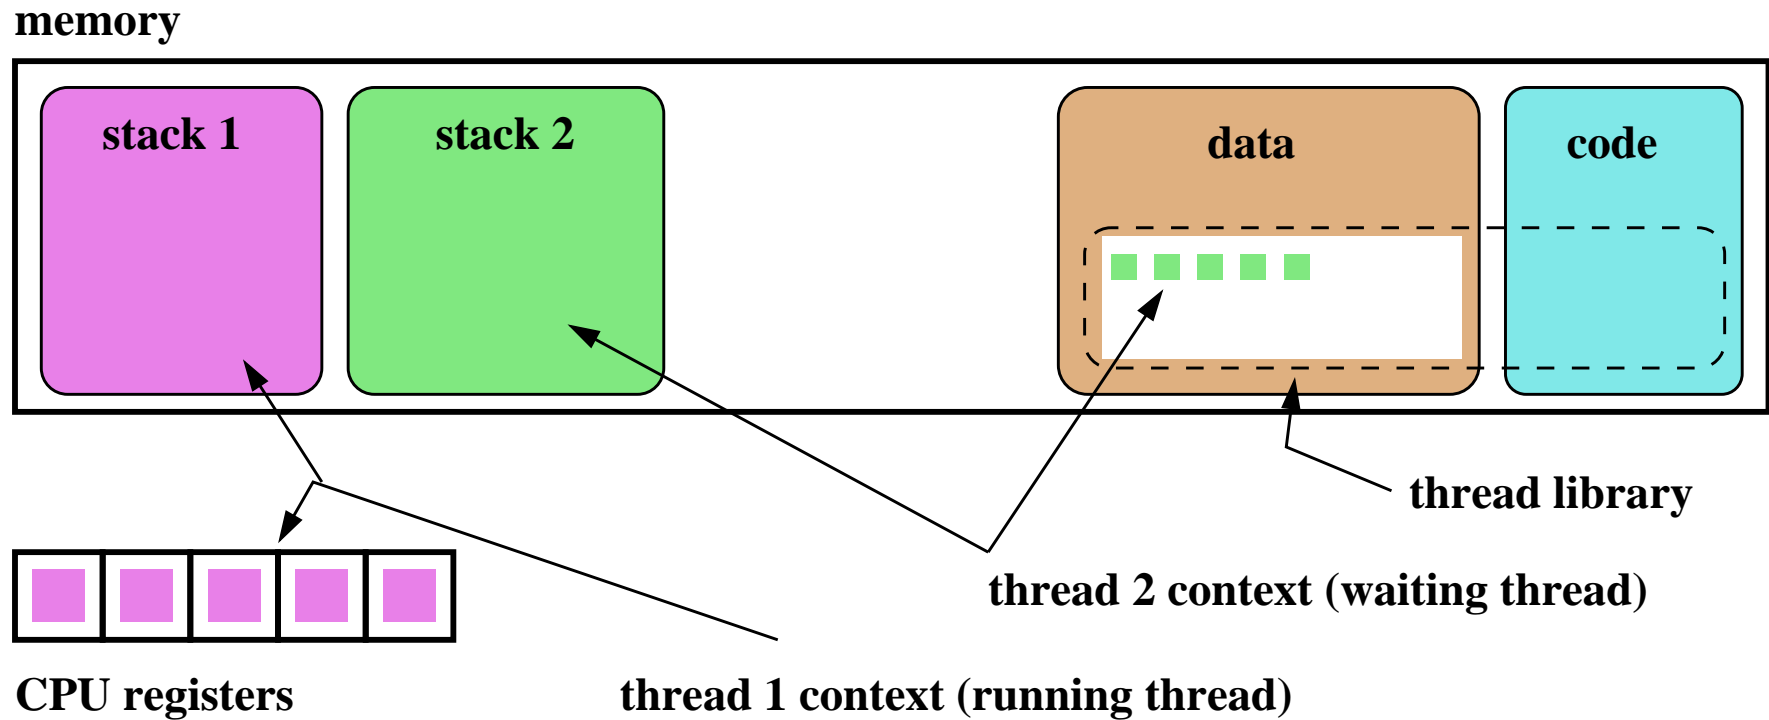 memory
stack 1
stack 2
data
code
thread library
thread 2 context (waiting thread)
CPU registers
thread 1 context (running thread)